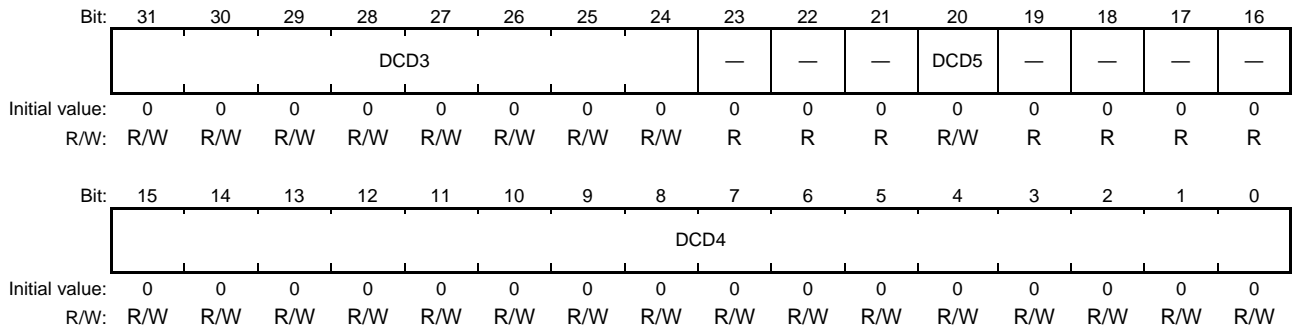 Bit: 31 30 29 28 27 26 25 24 23 22 21 20 19 18 17 16
DCD3 — — — DCD5 — — — —
Initial value: 0 0 0 0 0 0 0 0 0 0 0 0 0 0 0 0
R/W: R/W R/W R/W R/W R/W R/W R/W R/W R R R R/W R R R R
Bit: 15 14 13 12 11 10 9 8 7 6 5 4 3 2 1 0
DCD4
Initial value: 0 0 0 0 0 0 0 0 0 0 0 0 0 0 0 0
R/W: R/W R/W R/W R/W R/W R/W R/W R/W R/W R/W R/W R/W R/W R/W R/W R/W